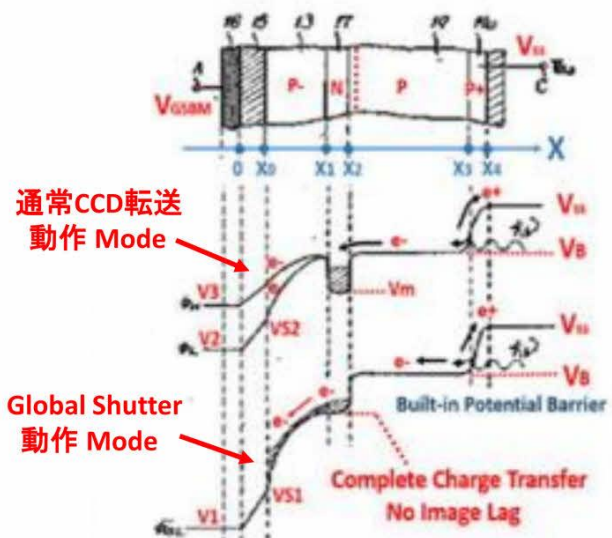 16 15 13 17 19
A
VGSBM
P- N P P+
Vss
C
0 X0 X1 X2 X3 X4 X
通常CCD転送
動作 Mode
e+
Vss
e-
e-
VB
V3
e-
Vm
V2
VS2
e+
Vss
e-
VB
Global Shutter
動作 Mode
e-
e-
Built-in Potential Barrier
VS1
Complete Charge Transfer
No Image Lag
V1